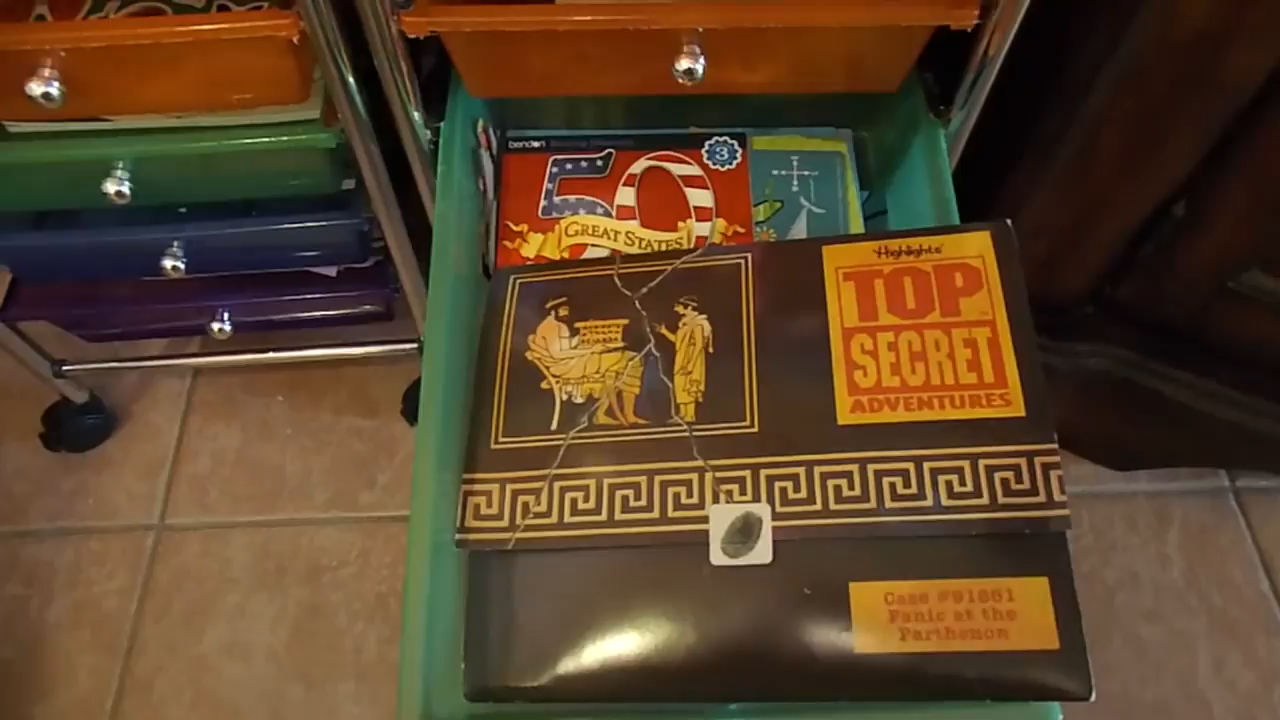 bendon
3
50
GREAT STATES
Highlights
TOP
SECRET
ADVENTURES
Case #91861
Panic at the
Parthenon